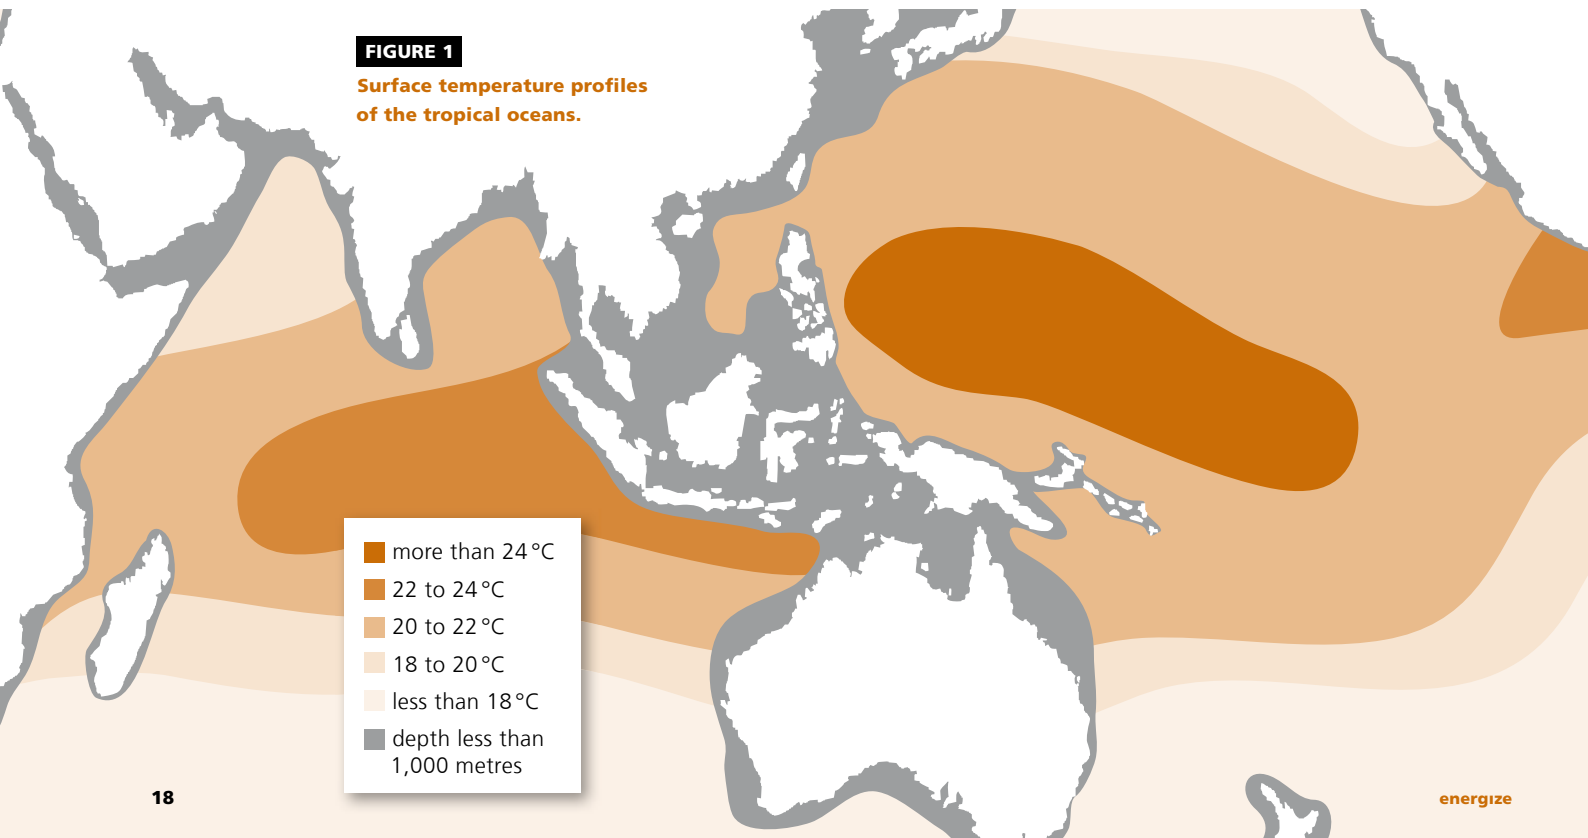 FIGURE 1
Surface temperature profiles
of the tropical oceans.
more than 24 °C
22 to 24 °C
20 to 22 °C
18 to 20 °C
less than 18 °C
depth less than
1,000 metres
18
energıze